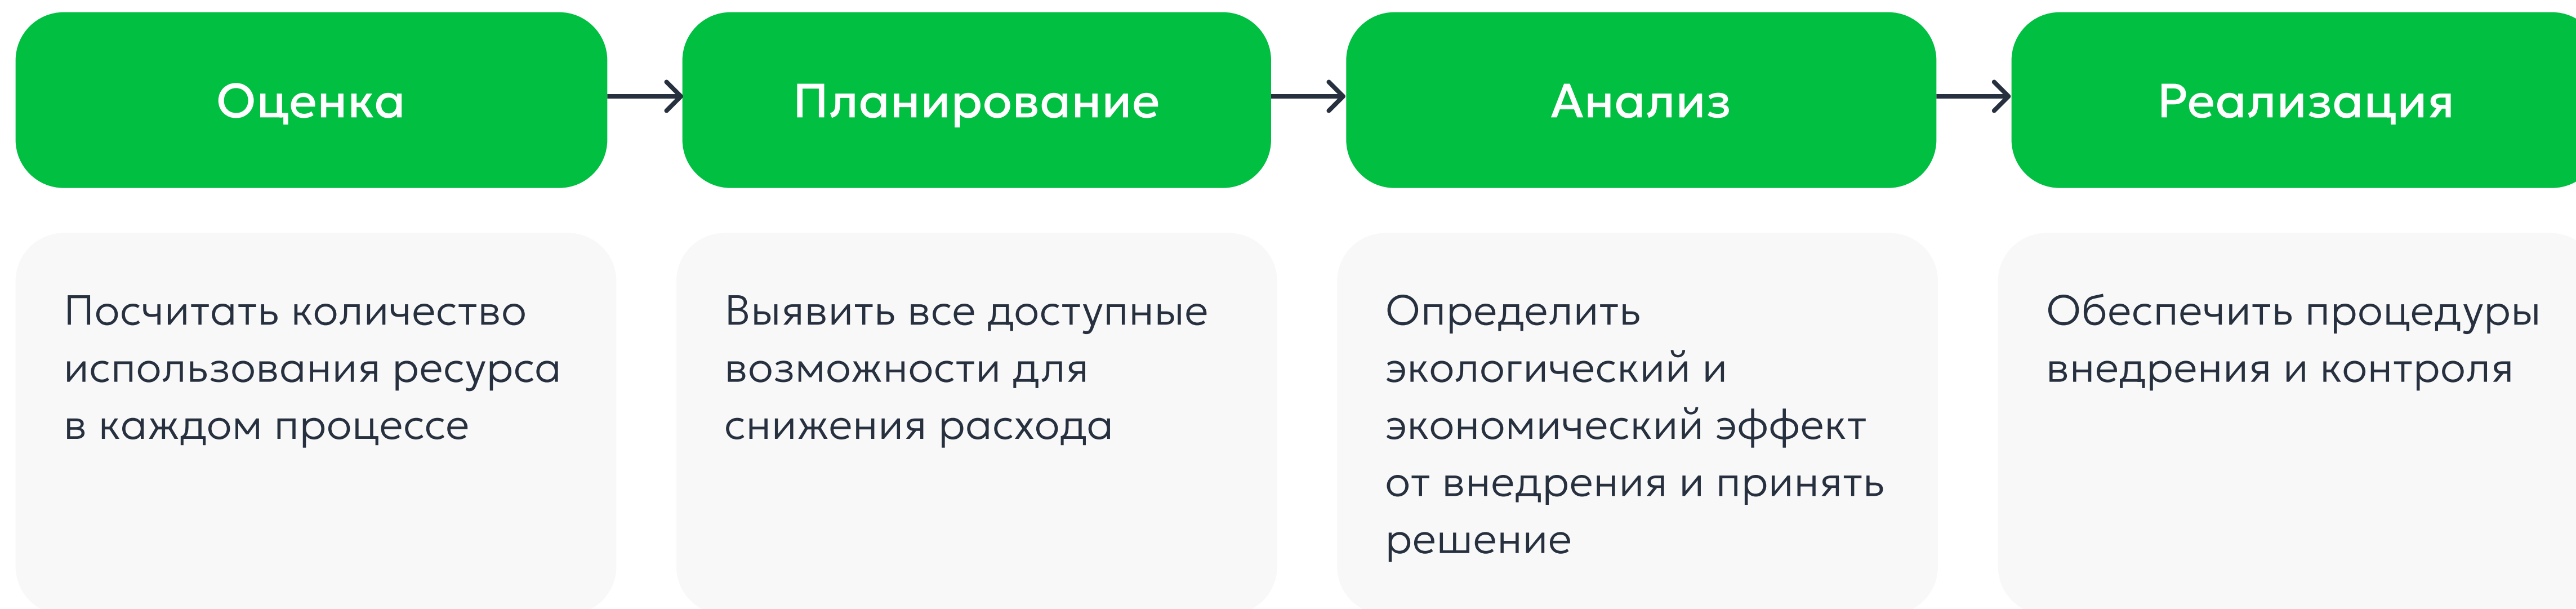 Оценка
Планирование
Анализ
Реализация
Посчитать количество
использования ресурса
в каждом процессе
Выявить все доступные
возможности для
снижения расхода
Определить
экологический и
экономический эффект
от внедрения и принять
решение
Обеспечить процедуры
внедрения и контроля